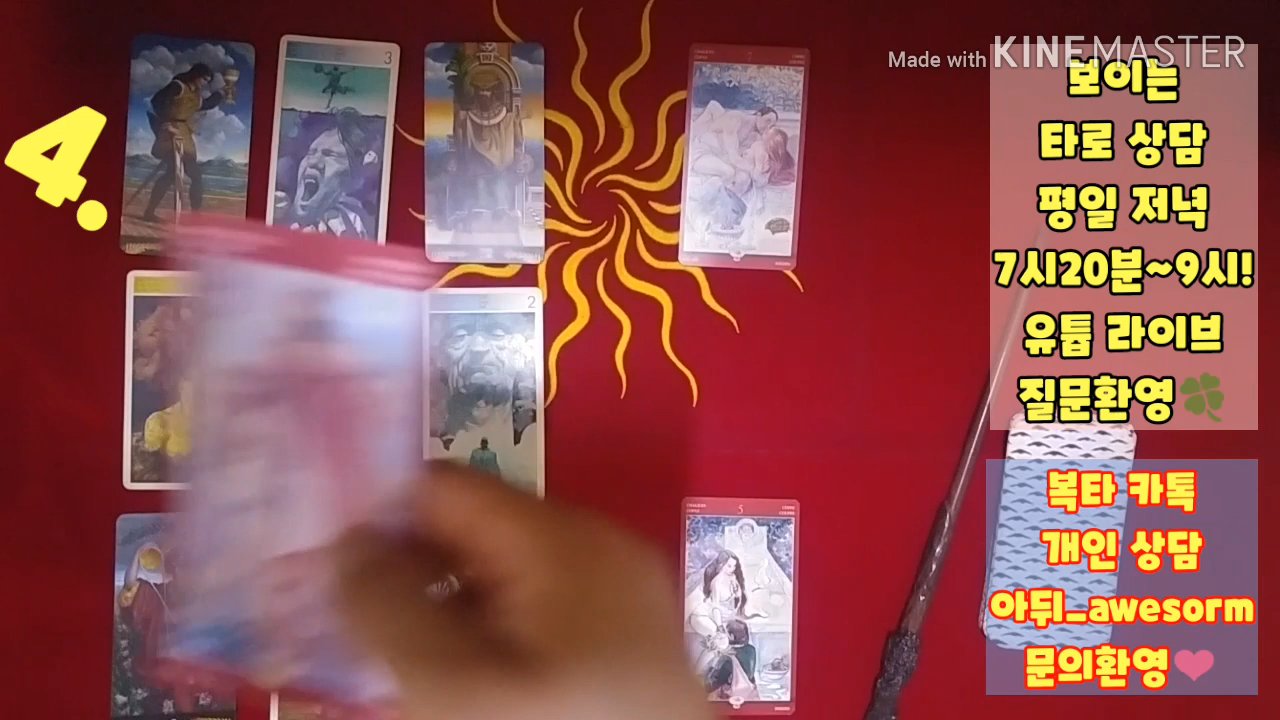 Made with KINEMASTER
4.
3
2
7
5
보이는
타로 상담
평일 저녁
7시20분~9시!
유튭 라이브
질문환영🍀
복타 카톡
개인 상담
아뒤_awesorm
문의환영❤